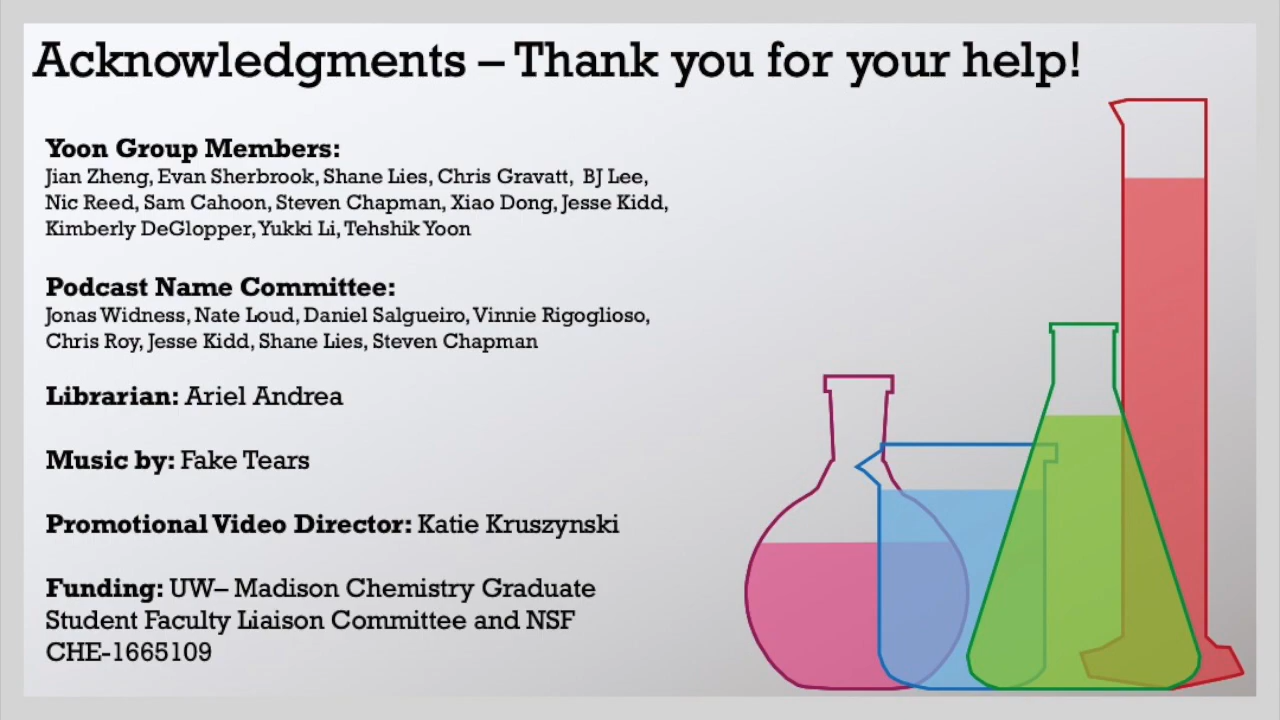 Acknowledgments – Thank you for your help!
Yoon Group Members:
Jian Zheng, Evan Sherbrook, Shane Lies, Chris Gravatt, BJ Lee,
Nic Reed, Sam Cahoon, Steven Chapman, Xiao Dong, Jesse Kidd,
Kimberly DeGlopper, Yukki Li, Tehshik Yoon
Podcast Name Committee:
Jonas Widness, Nate Loud, Daniel Salgueiro, Vinnie Rigoglioso,
Chris Roy, Jesse Kidd, Shane Lies, Steven Chapman
Librarian: Ariel Andrea
Music by: Fake Tears
Promotional Video Director: Katie Kruszynski
Funding: UW– Madison Chemistry Graduate
Student Faculty Liaison Committee and NSF
CHE-1665109